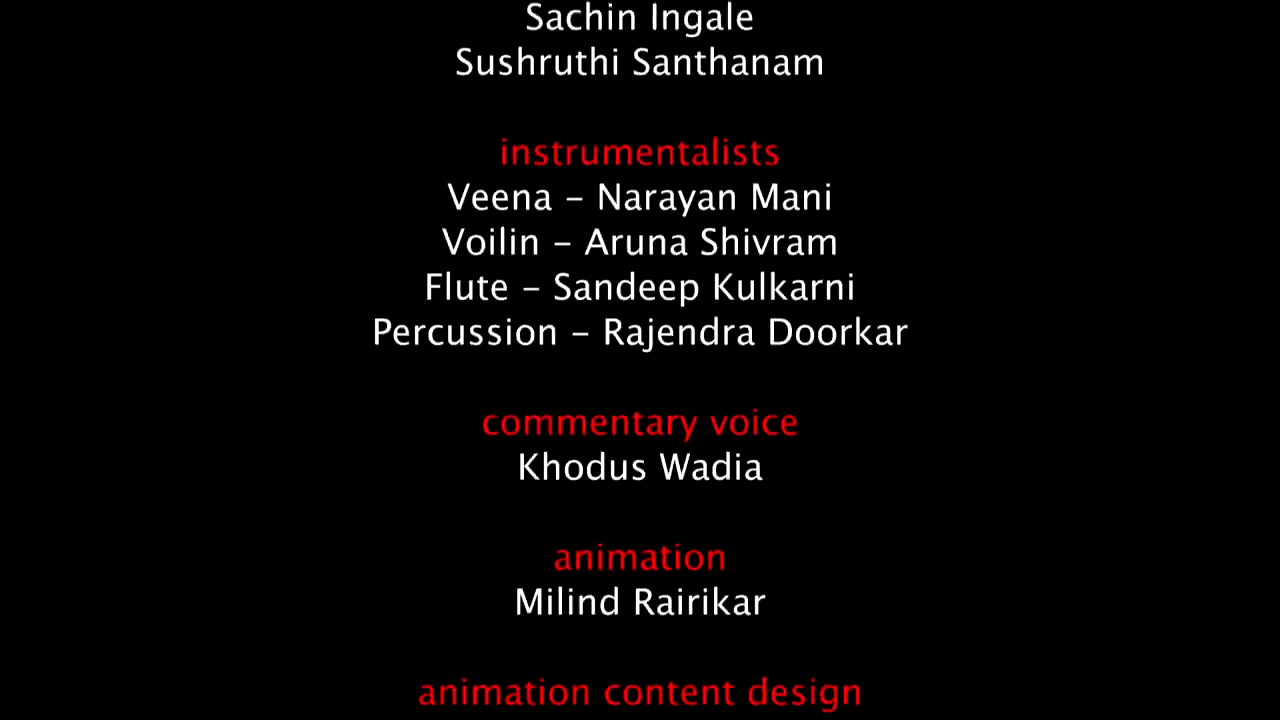 Sachin Ingale
Sushruthi Santhanam
instrumentalists
Veena – Narayan Mani
Voilin – Aruna Shivram
Flute – Sandeep Kulkarni
Percussion – Rajendra Doorkar
commentary voice
Khodus Wadia
animation
Milind Rairikar
animation content design